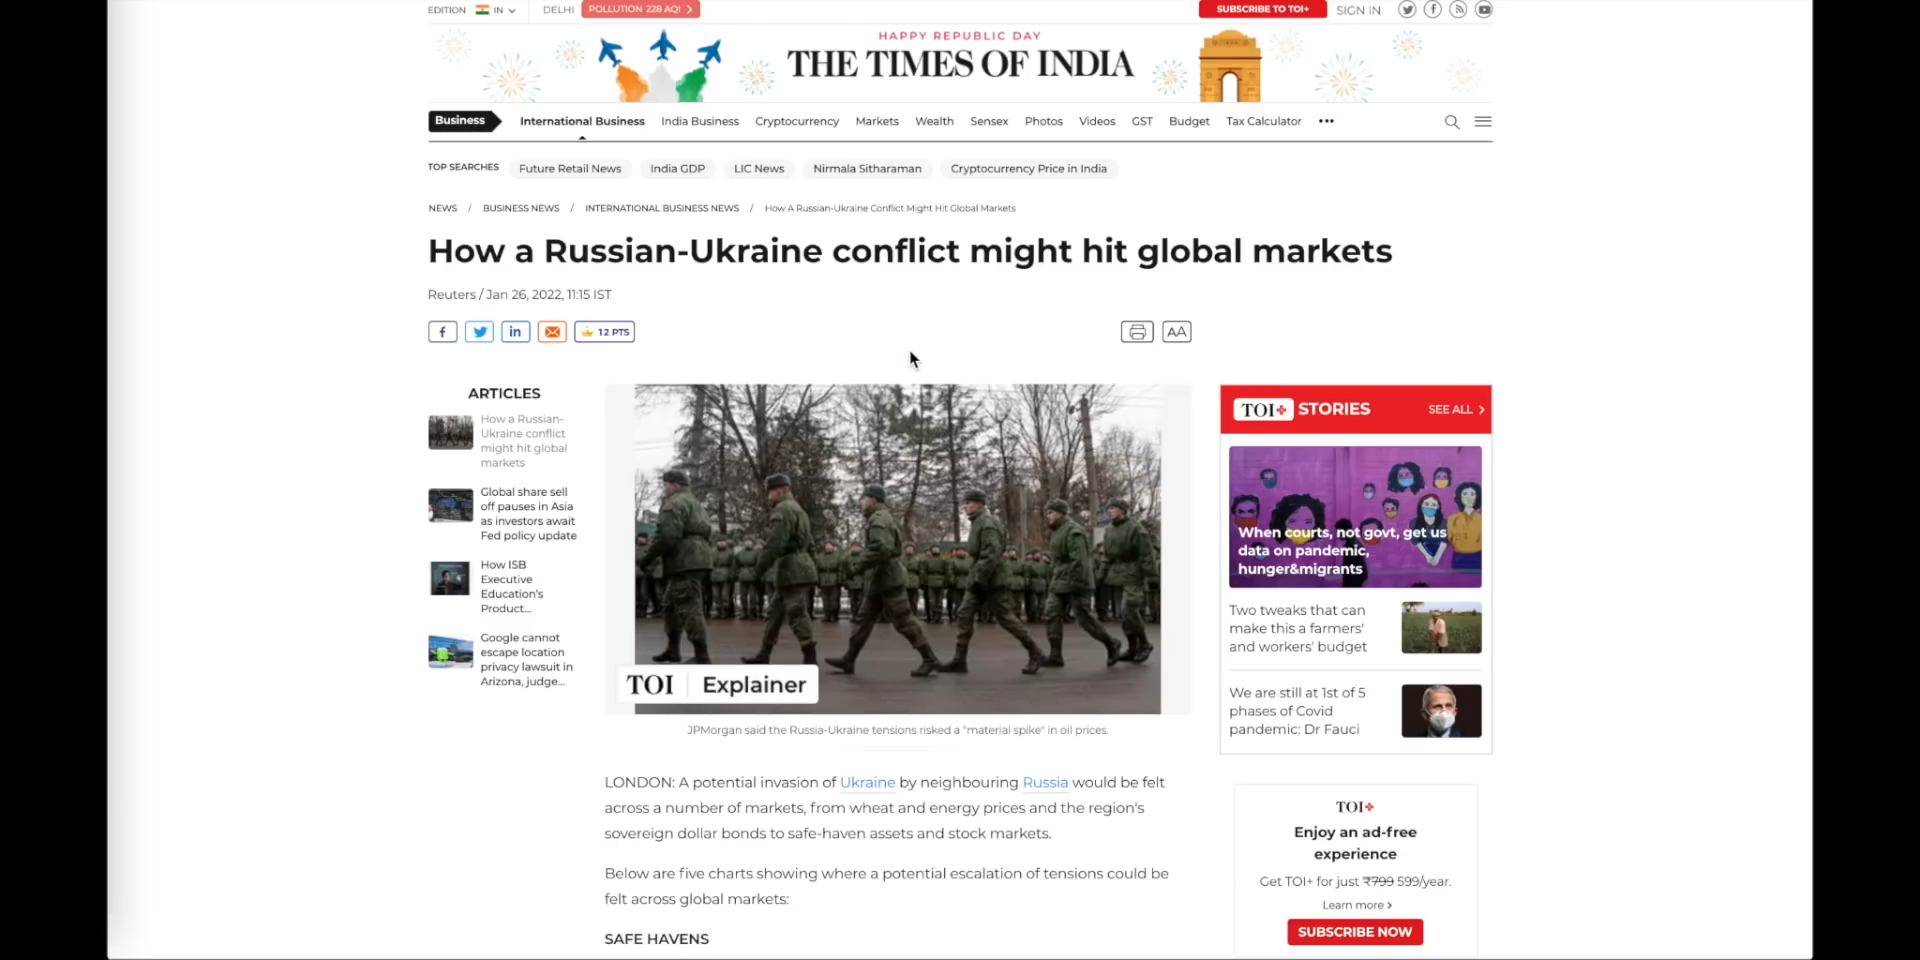 EDITION IN DELHI POLLUTION 228 AQI SUBSCRIBE TO TOI+ SIGN IN
HAPPY REPUBLIC DAY
THE TIMES OF INDIA
Business International Business India Business Cryptocurrency Markets Wealth Sensex Photos Videos GST Budget Tax Calculator •••
TOP SEARCHES Future Retail News India GDP LIC News Nirmala Sitharaman Cryptocurrency Price in India
NEWS / BUSINESS NEWS / INTERNATIONAL BUSINESS NEWS / How A Russian-Ukraine Conflict Might Hit Global Markets
How a Russian-Ukraine conflict might hit global markets
Reuters / Jan 26, 2022, 11:15 IST
f in 12 PTS AA
ARTICLES
How a Russian-
Ukraine conflict
might hit global
markets
Global share sell
off pauses in Asia
as investors await
Fed policy update
How ISB
Executive
Education's
Product...
Google cannot
escape location
privacy lawsuit in
Arizona, judge...
TOI Explainer
JPMorgan said the Russia-Ukraine tensions risked a "material spike" in oil prices.
LONDON: A potential invasion of Ukraine by neighbouring Russia would be felt
across a number of markets, from wheat and energy prices and the region's
sovereign dollar bonds to safe-haven assets and stock markets.
Below are five charts showing where a potential escalation of tensions could be
felt across global markets:
SAFE HAVENS
TOI+ STORIES SEE ALL
When courts, not govt, get us
data on pandemic,
hunger&migrants
Two tweaks that can
make this a farmers'
and workers' budget
We are still at 1st of 5
phases of Covid
pandemic: Dr Fauci
TOI+
Enjoy an ad-free
experience
Get TOI+ for just ₹799 599/year.
Learn more >
SUBSCRIBE NOW